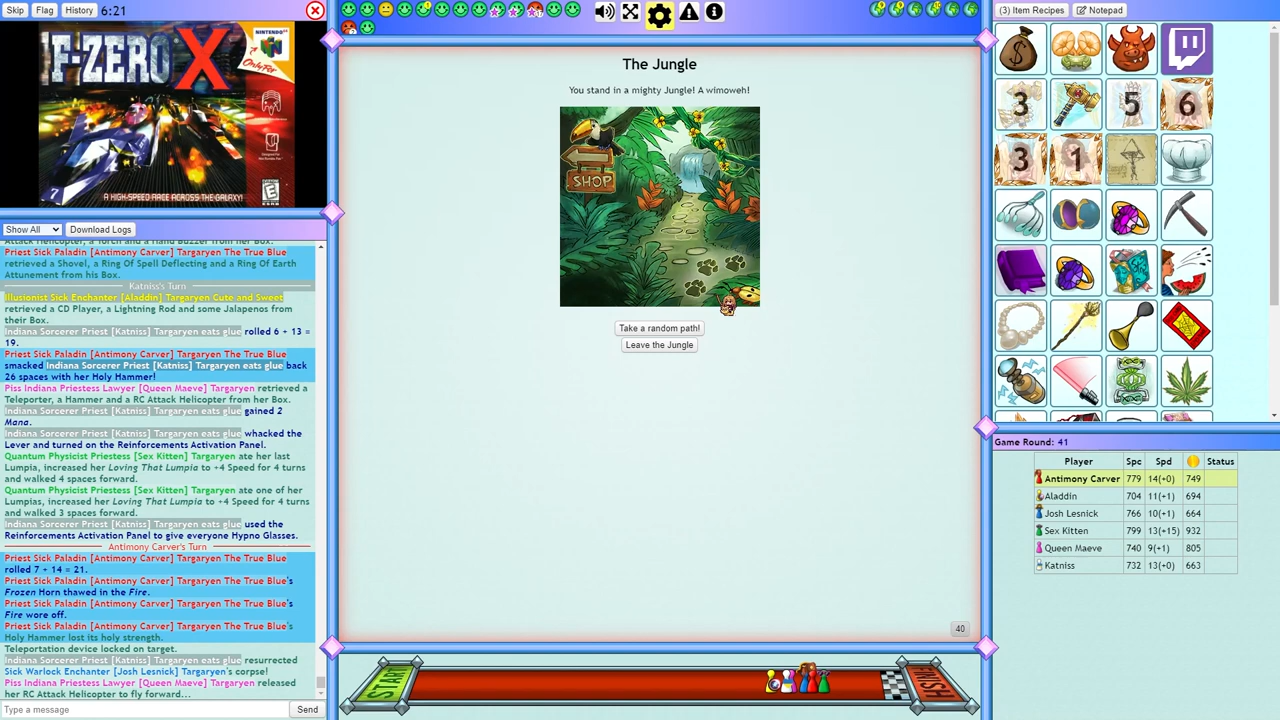 Skip
Flag
History
6:21
F-ZERO X
NINTENDO 64
Only For
7
A HIGH-SPEED RACE ACROSS THE GALAXY!
E
Show All
Download Logs
Attack Helicopter, a Torch and a Hand Buzzer from her Box.
Priest Sick Paladin [Antimony Carver] Targaryen The True Blue
retrieved a Shovel, a Ring Of Spell Deflecting and a Ring Of Earth
Attunement from his Box.
Katniss's Turn
Illusionist Sick Enchanter [Aladdin] Targaryen Cute and Sweet
retrieved a CD Player, a Lightning Rod and some Jalapenos from
their Box.
Indiana Sorcerer Priest [Katniss] Targaryen eats glue rolled 6 + 13 =
19.
Priest Sick Paladin [Antimony Carver] Targaryen The True Blue
smacked Indiana Sorcerer Priest [Katniss] Targaryen eats glue back
26 spaces with her Holy Hammer!
Piss Indiana Priestess Lawyer [Queen Maeve] Targaryen retrieved a
Teleporter, a Hammer and a RC Attack Helicopter from her Box.
Indiana Sorcerer Priest [Katniss] Targaryen eats glue gained 2
Mana.
Indiana Sorcerer Priest [Katniss] Targaryen eats glue whacked the
Lever and turned on the Reinforcements Activation Panel.
Quantum Physicist Priestess [Sex Kitten] Targaryen ate her last
Lumpia, increased her Loving That Lumpia to +4 Speed for 4 turns
and walked 4 spaces forward.
Quantum Physicist Priestess [Sex Kitten] Targaryen ate one of her
Lumpias, increased her Loving That Lumpia to +4 Speed for 4 turns
and walked 3 spaces forward.
Indiana Sorcerer Priest [Katniss] Targaryen eats glue used the
Reinforcements Activation Panel to give everyone Hypno Glasses.
Antimony Carver's Turn
Priest Sick Paladin [Antimony Carver] Targaryen The True Blue
rolled 7 + 14 = 21.
Priest Sick Paladin [Antimony Carver] Targaryen The True Blue's
Frozen Horn thawed in the Fire.
Priest Sick Paladin [Antimony Carver] Targaryen The True Blue's
Fire wore off.
Priest Sick Paladin [Antimony Carver] Targaryen The True Blue's
Holy Hammer lost its holy strength.
Teleportation device locked on target.
Indiana Sorcerer Priest [Katniss] Targaryen eats glue resurrected
Sick Warlock Enchanter [Josh Lesnick] Targaryen's corpse!
Piss Indiana Priestess Lawyer [Queen Maeve] Targaryen released
her RC Attack Helicopter to fly forward...
Type a message
Send
The Jungle
You stand in a mighty Jungle! A wimoweh!
SHOP
Take a random path!
Leave the Jungle
40
START
FINISH
(3) Item Recipes
Notepad
3
5
6
3
1
Game Round: 41
Player Spc Spd Status
Antimony Carver 779 14(+0) 749
Aladdin 704 11(+1) 694
Josh Lesnick 766 10(+1) 664
Sex Kitten 799 13(+15) 932
Queen Maeve 740 9(+1) 805
Katniss 732 13(+0) 663